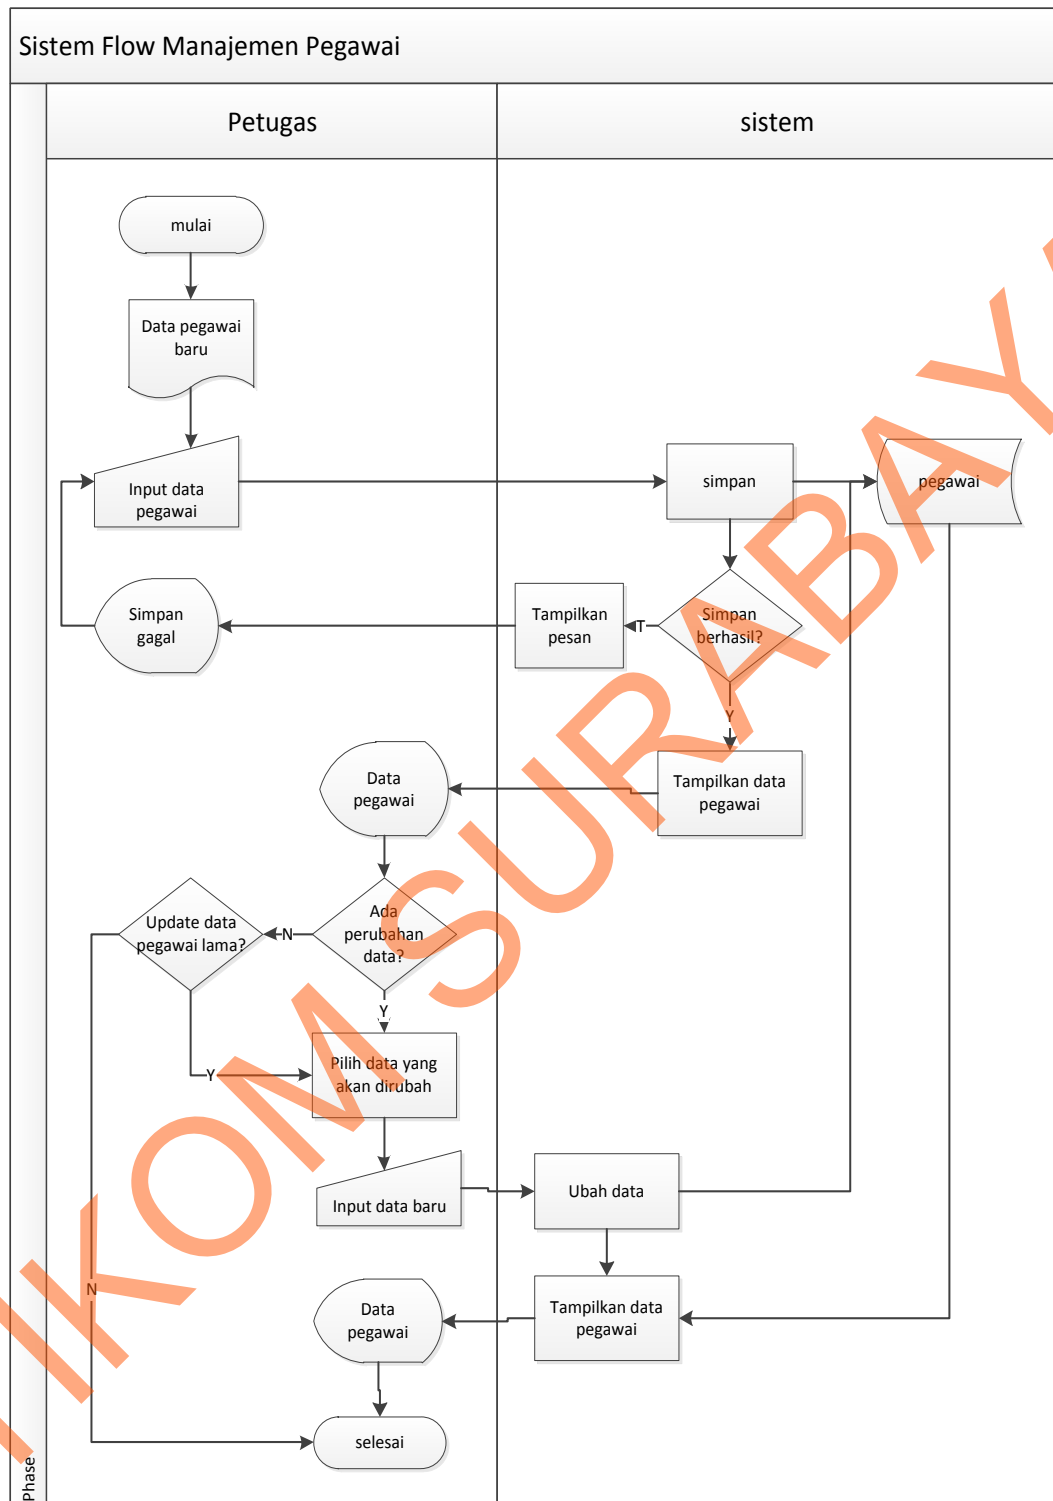 Sistem Flow Manajemen Pegawai
Petugas
sistem
mulai
Data pegawai
baru
Input data
pegawai
simpan
pegawai
Simpan
gagal
Tampilkan
pesan
T
Simpan
berhasil?
Y
Data
pegawai
Tampilkan data
pegawai
Update data
pegawai lama?
N
Ada
perubahan
data?
Y
Y
Pilih data yang
akan dirubah
Input data baru
Ubah data
N
Data
pegawai
Tampilkan data
pegawai
selesai
Phase
IKOM SURABAYA